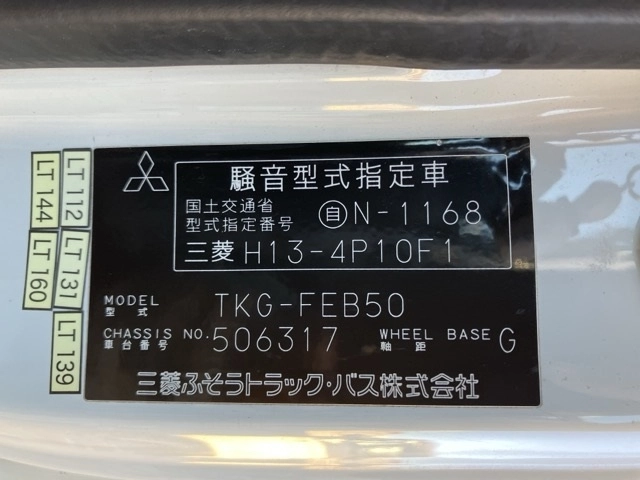 騒音型式指定車
国土交通省
型式指定番号
自N-1168
三菱 H13-4P10F1
MODEL TKG-FEB50
型式
CHASSIS NO. 506317 WHEEL BASE G
車台番号 軸距
三菱ふそうトラック・バス株式会社
LT 112
LT 144
LT 131
LT 160
LT 139